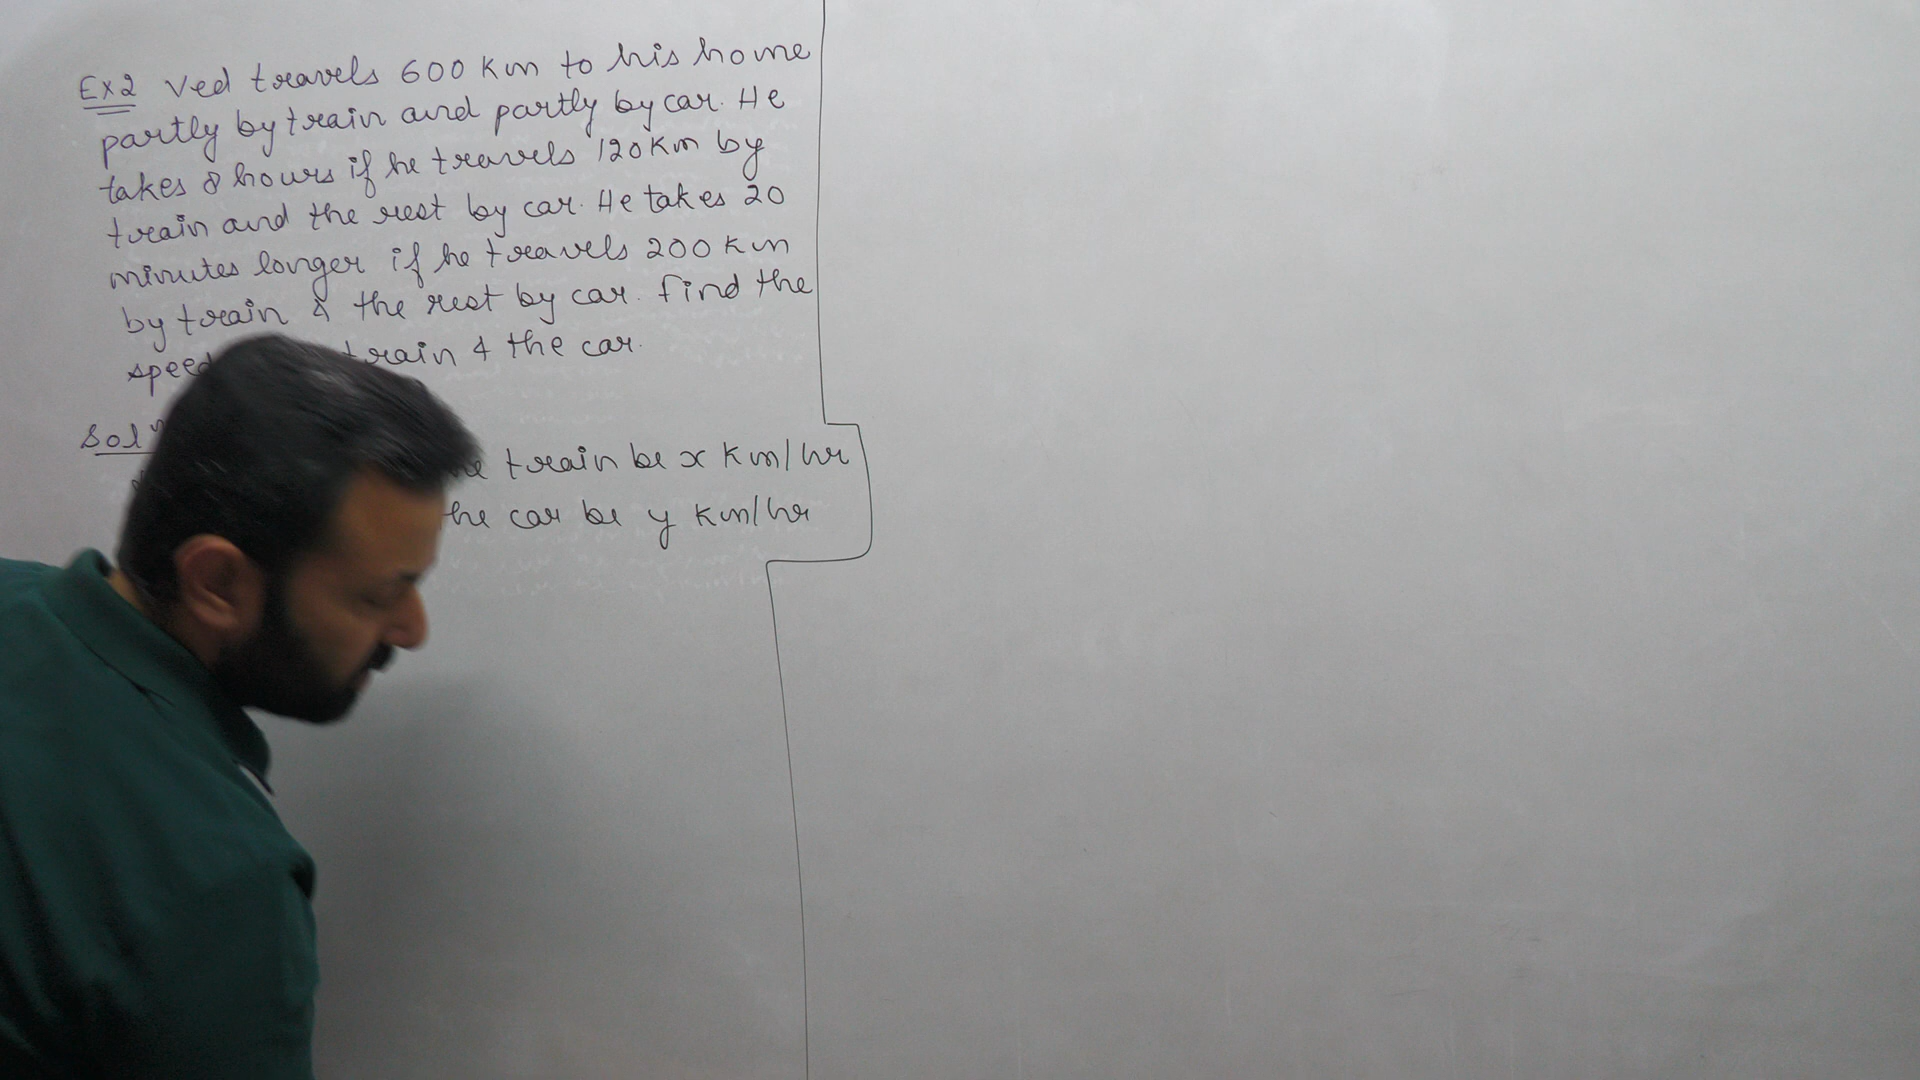 Ex2 Ved travels 600 Km to his home
partly by train and partly by car. He
takes 8 hours if he travels 120Km by
train and the rest by car. He takes 20
minutes longer if he travels 200 Km
by train & the rest by car. Find the
speed train & the car.
Soln
train be x Km/hr
the car be y Km/hr